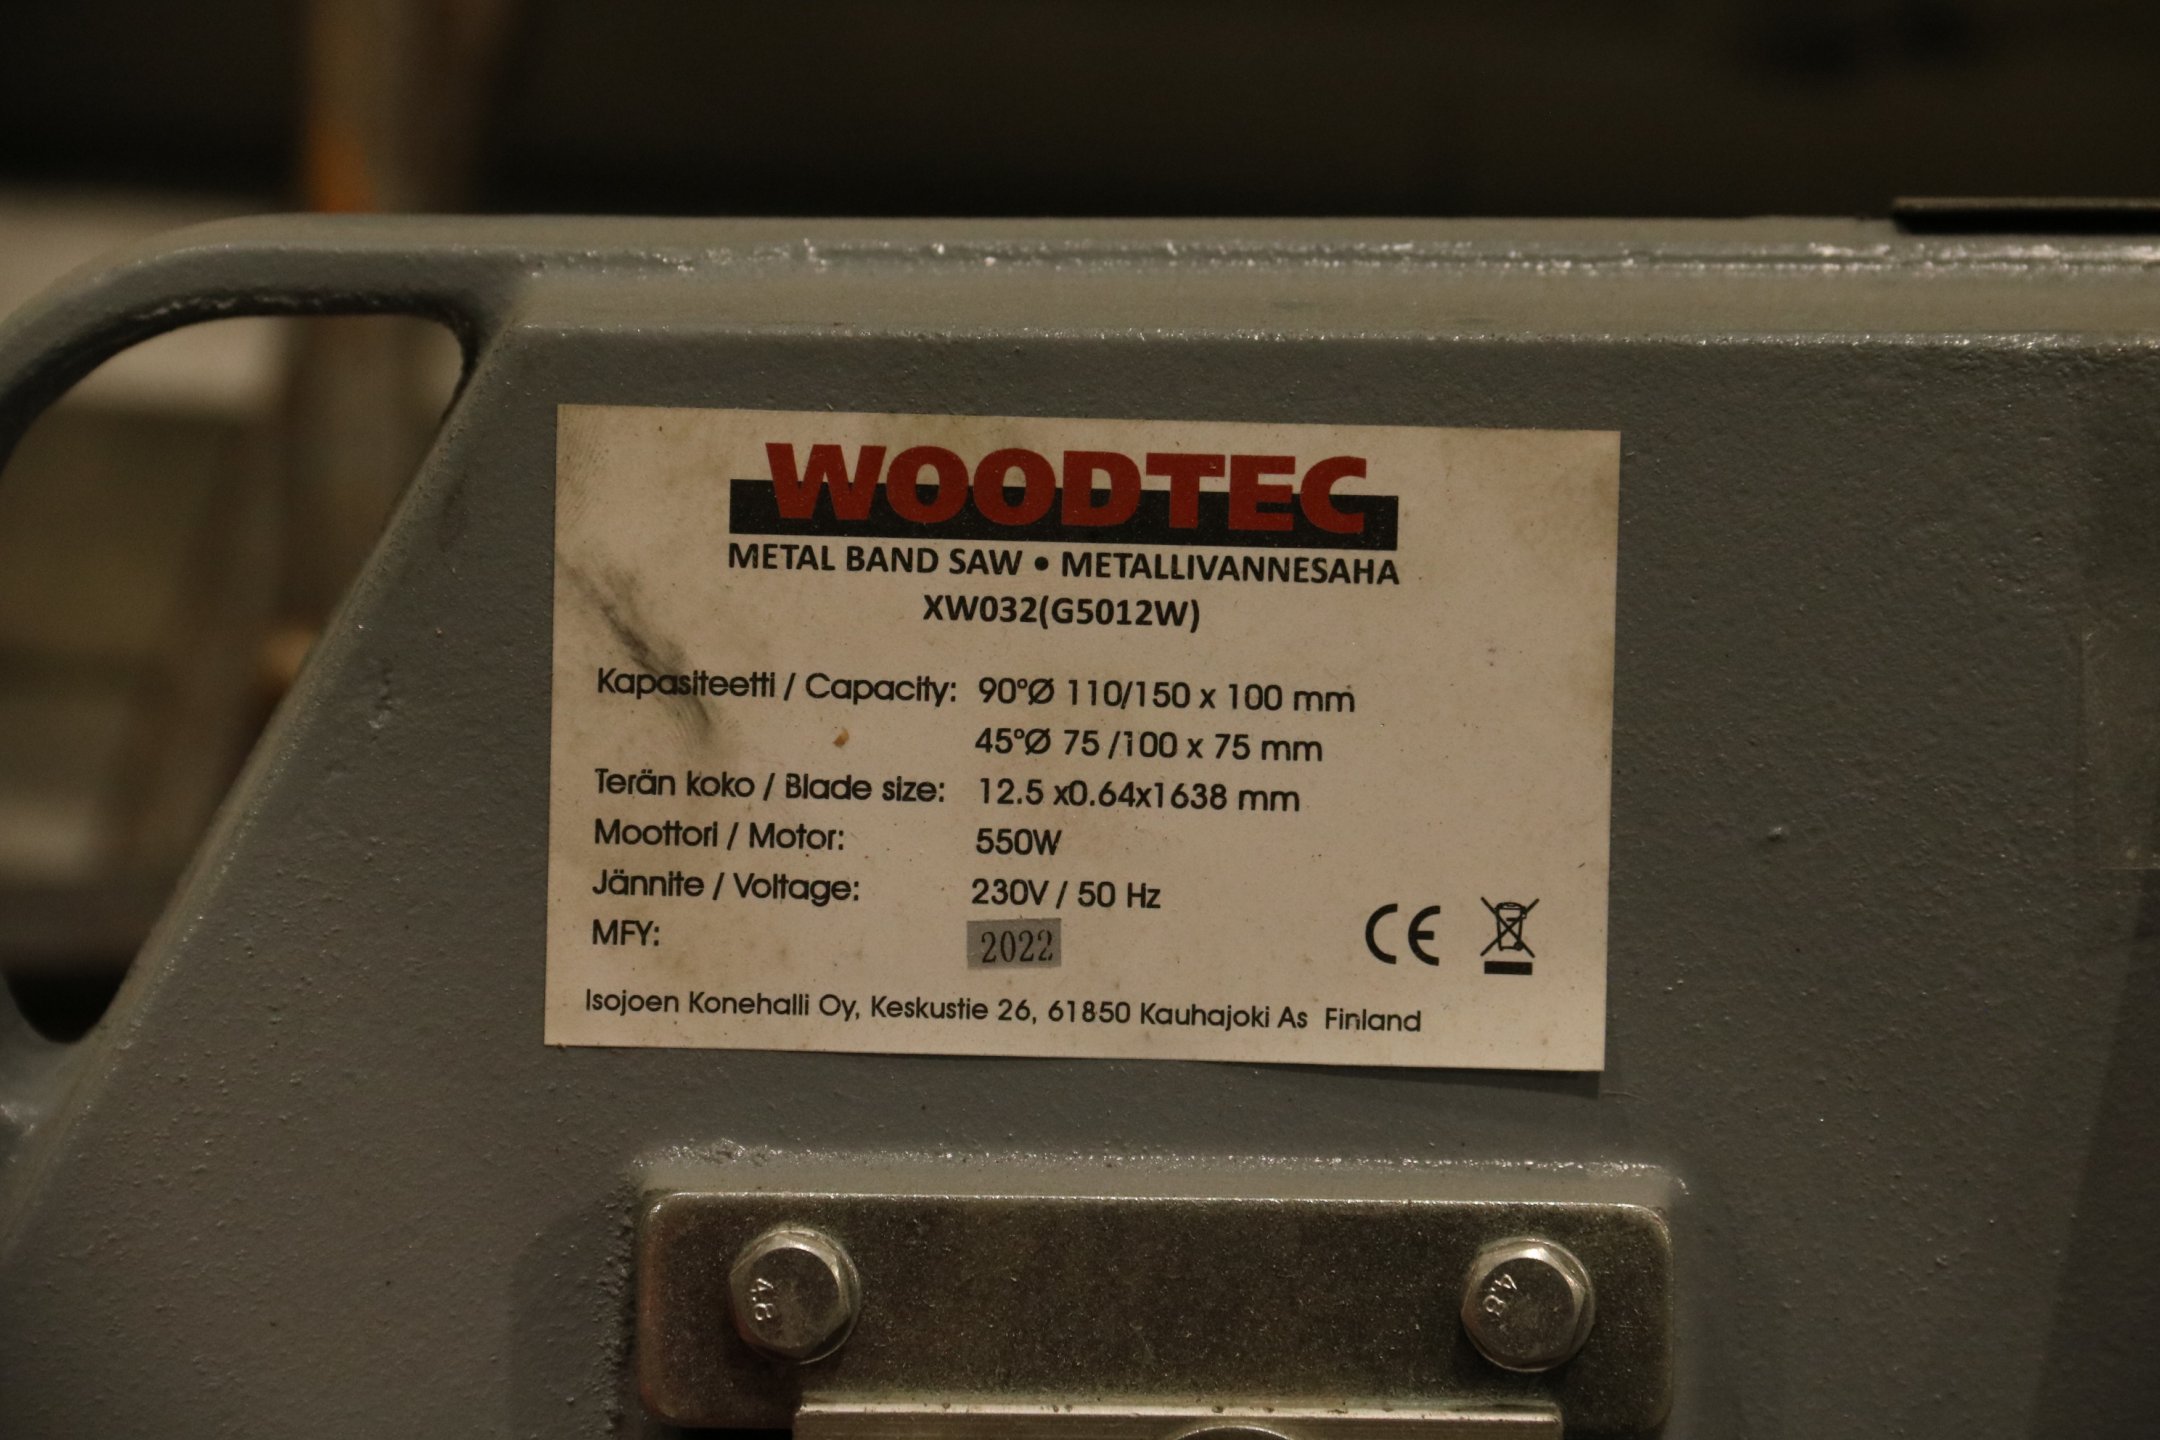 WOODTEC
METAL BAND SAW • METALLIVANNESAHA
XW032(G5012W)
Kapasiteetti / Capacity: 90°Ø 110/150 x 100 mm
45°Ø 75 /100 x 75 mm
Terän koko / Blade size: 12.5 x0.64x1638 mm
Moottori / Motor: 550W
Jännite / Voltage: 230V / 50 Hz
MFY: 2022
CE
Isojoen Konehalli Oy, Keskustie 26, 61850 Kauhajoki As Finland
4.8 4.8